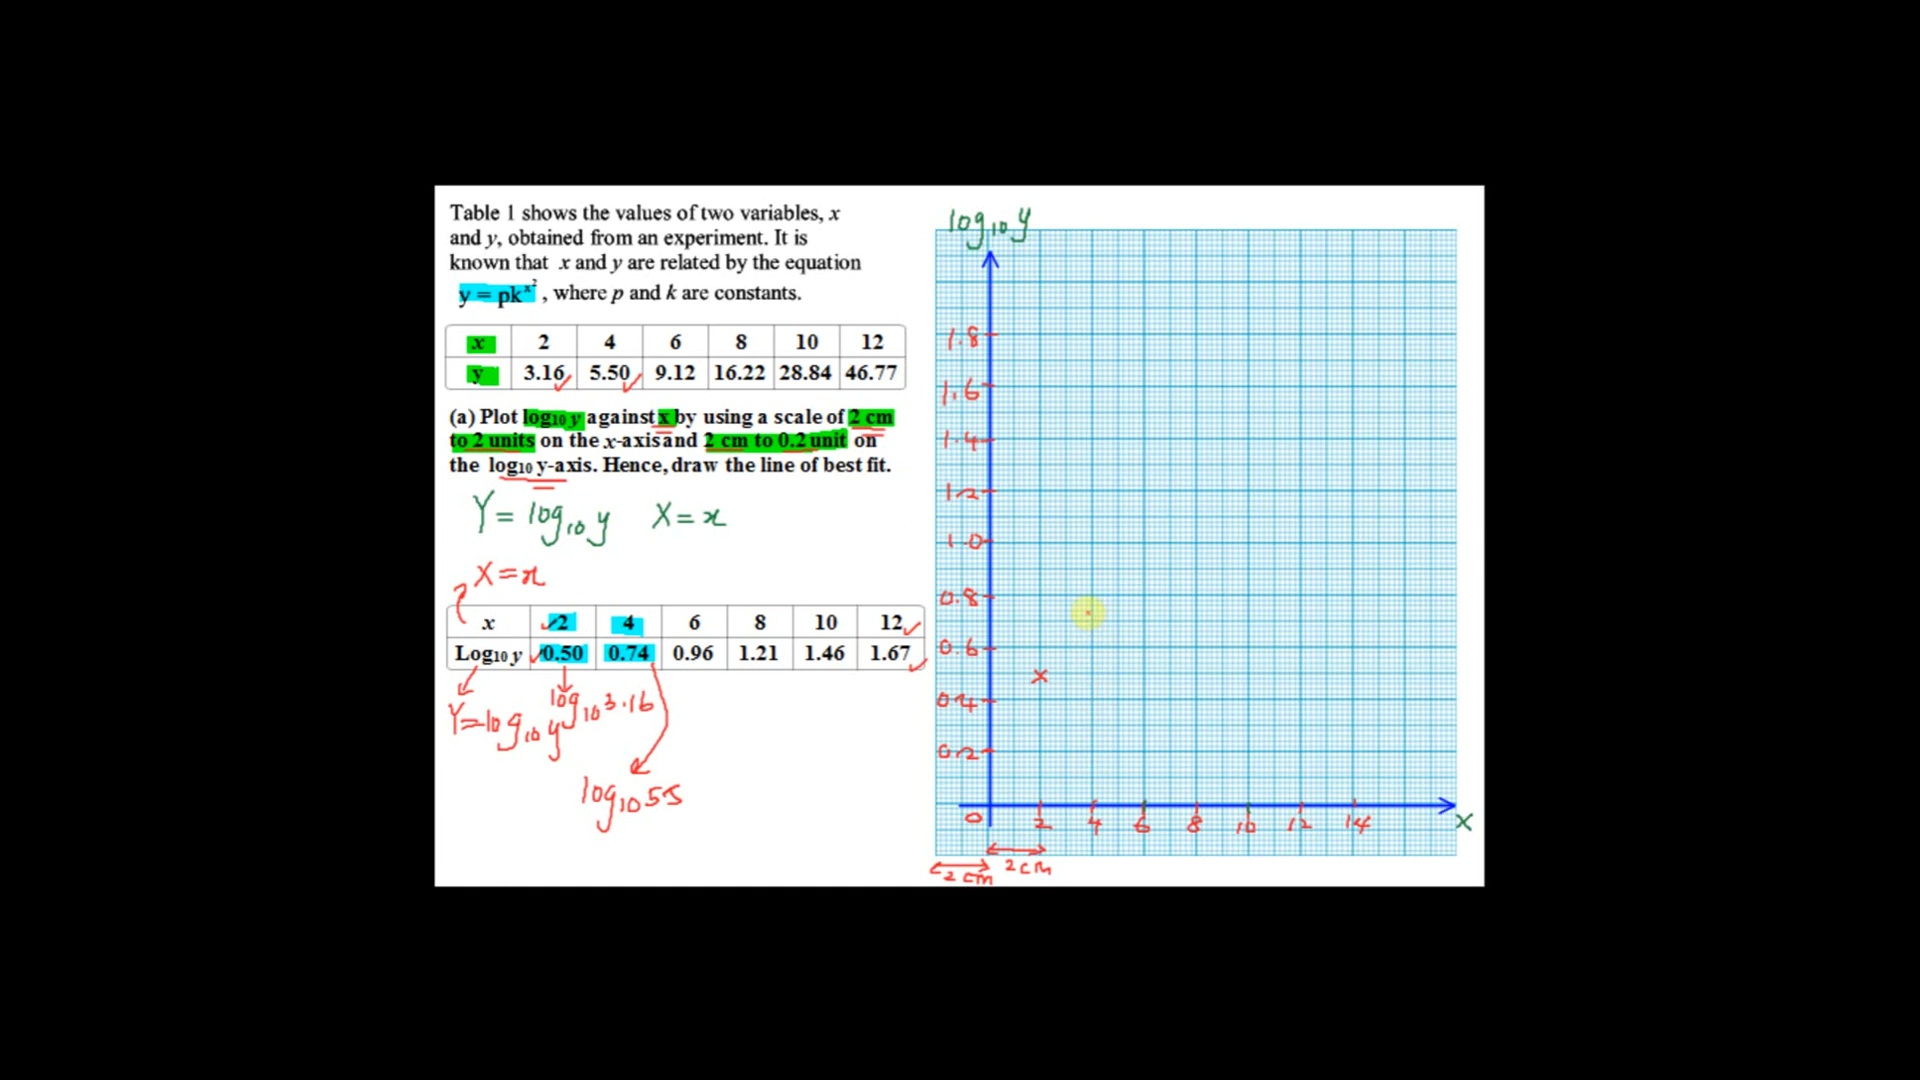 Table 1 shows the values of two variables, x
and y, obtained from an experiment. It is
known that x and y are related by the equation
y = pk^x², where p and k are constants.
x 2 4 6 8 10 12
y 3.16 5.50 9.12 16.22 28.84 46.77
(a) Plot log₁₀ y against x by using a scale of 2 cm
to 2 units on the x-axis and 2 cm to 0.2 unit on
the log₁₀ y-axis. Hence, draw the line of best fit.
Y = log₁₀ y X = x
X = x
x 2 4 6 8 10 12
Log₁₀ y 0.50 0.74 0.96 1.21 1.46 1.67
log₁₀ 3.16
Y = log₁₀ y
log₁₀ 55
log₁₀ y
1.8
1.6
1.4
1.2
1.0
0.8
0.6
0.4
0.2
0 2 4 6 8 10 12 14 x
2 cm 2 cm